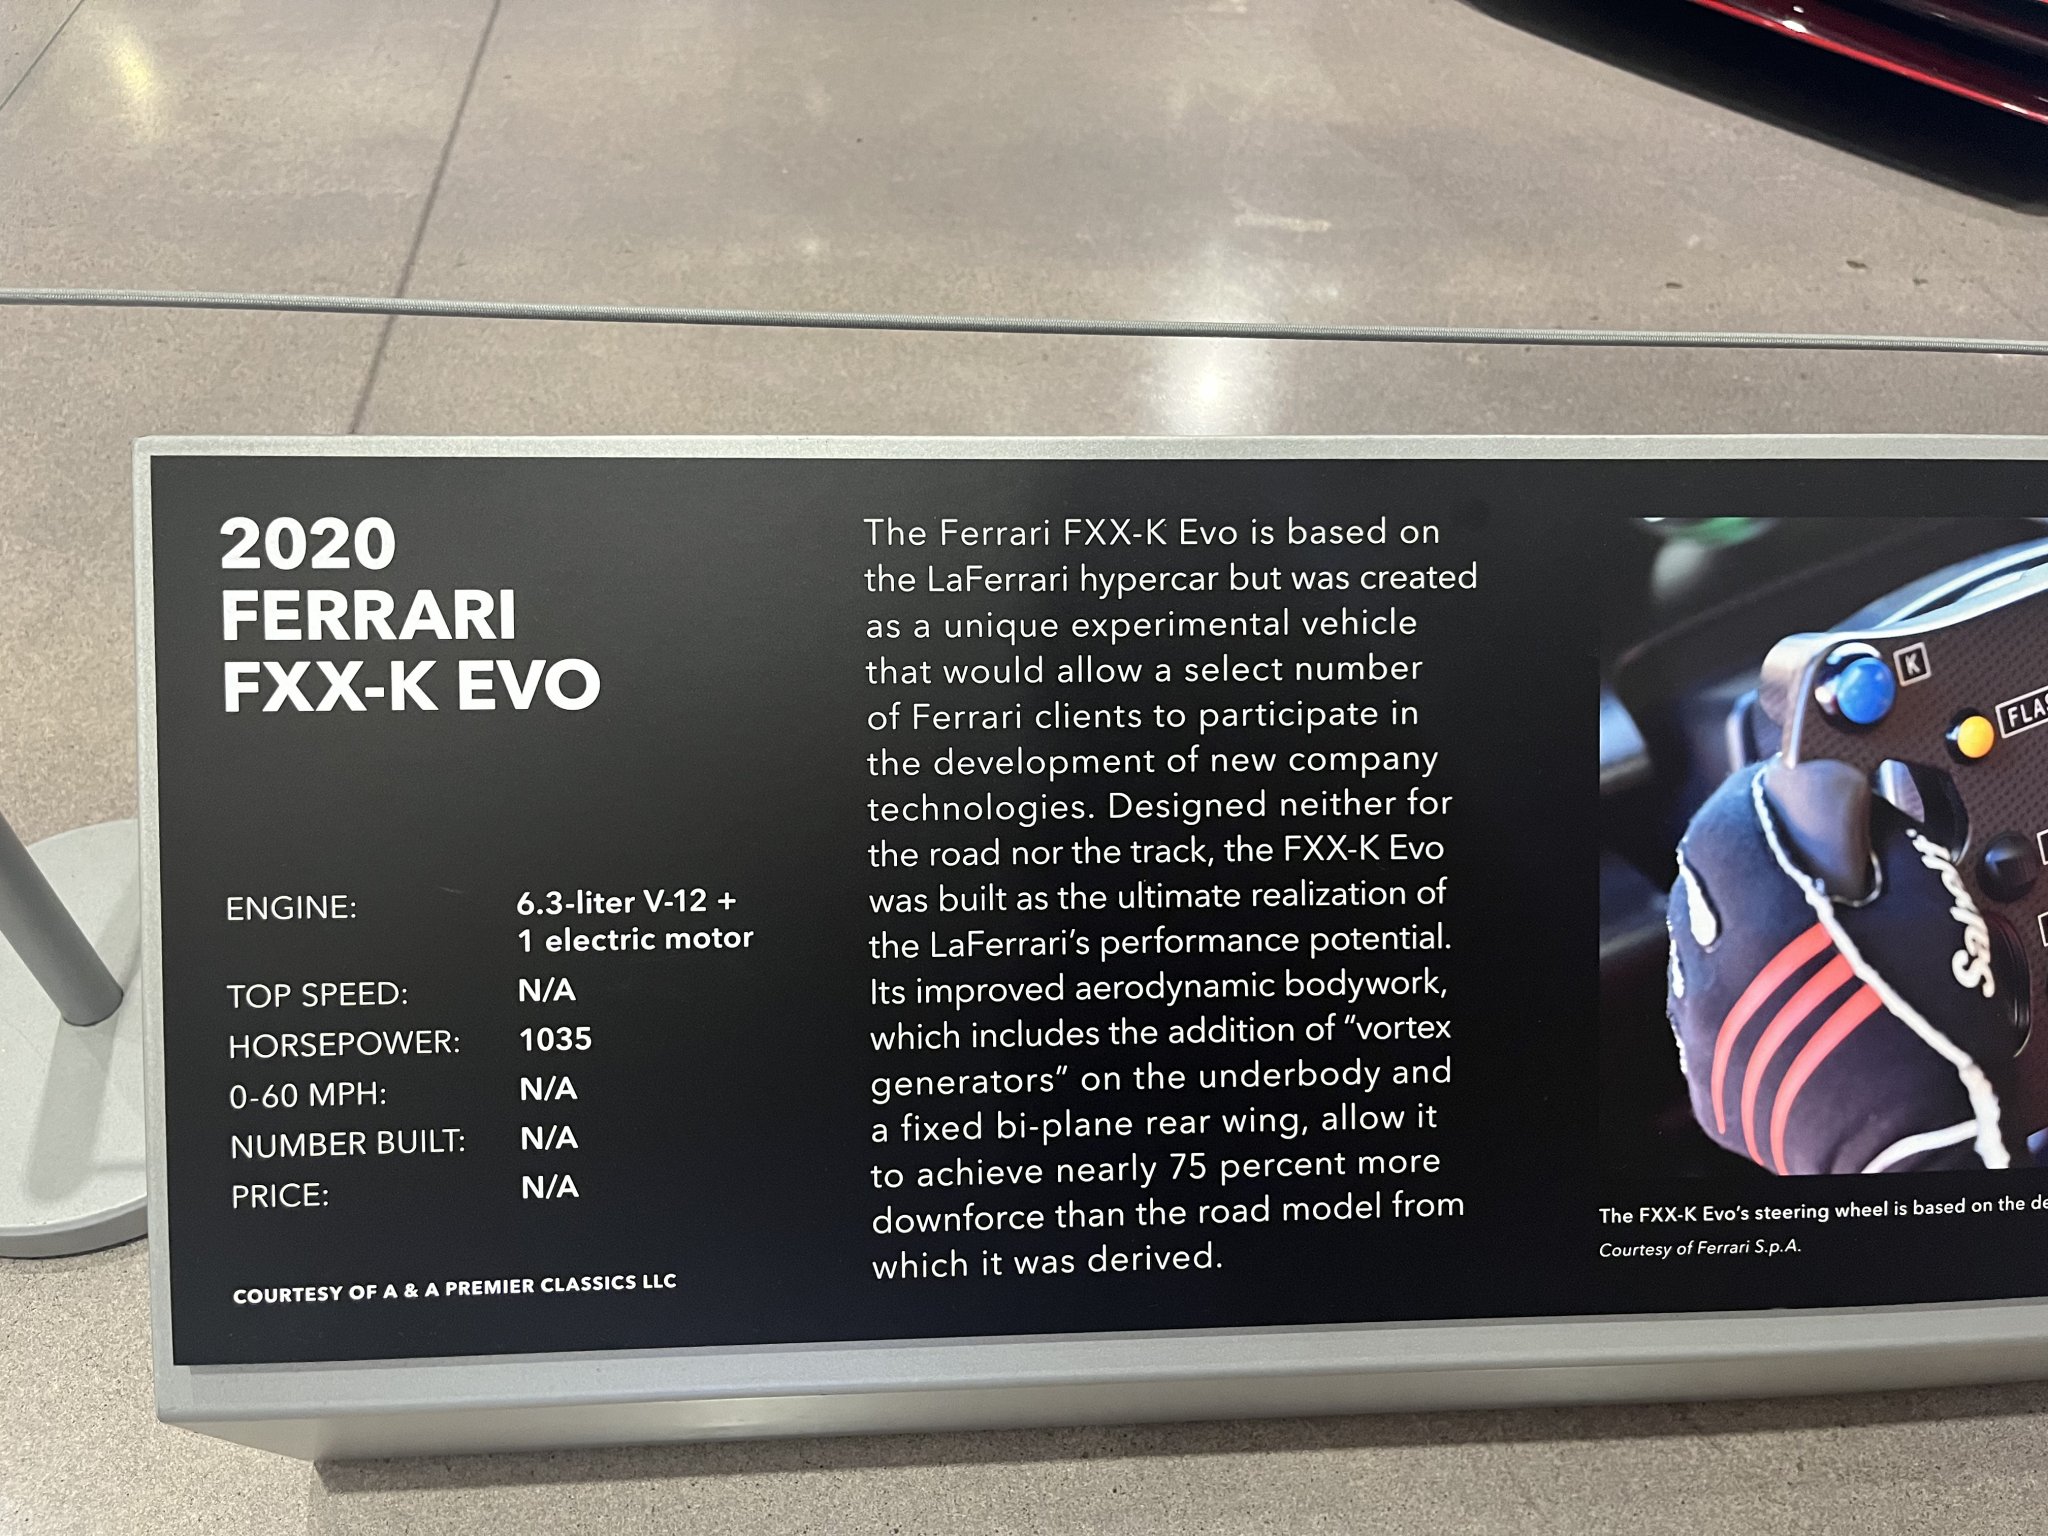 2020
FERRARI
FXX-K EVO
ENGINE: 6.3-liter V-12 +
1 electric motor
TOP SPEED: N/A
HORSEPOWER: 1035
0-60 MPH: N/A
NUMBER BUILT: N/A
PRICE: N/A
COURTESY OF A & A PREMIER CLASSICS LLC
The Ferrari FXX-K Evo is based on
the LaFerrari hypercar but was created
as a unique experimental vehicle
that would allow a select number
of Ferrari clients to participate in
the development of new company
technologies. Designed neither for
the road nor the track, the FXX-K Evo
was built as the ultimate realization of
the LaFerrari’s performance potential.
Its improved aerodynamic bodywork,
which includes the addition of “vortex
generators” on the underbody and
a fixed bi-plane rear wing, allow it
to achieve nearly 75 percent more
downforce than the road model from
which it was derived.
K
The FXX-K Evo’s steering wheel is based on the
Courtesy of Ferrari S.p.A.